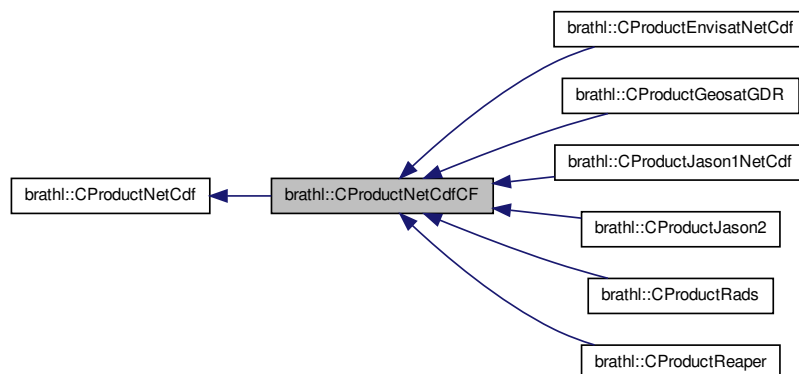 brathl::CProductNetCdf
brathl::CProductNetCdfCF
brathl::CProductEnvisatNetCdf
brathl::CProductGeosatGDR
brathl::CProductJason1NetCdf
brathl::CProductJason2
brathl::CProductRads
brathl::CProductReaper